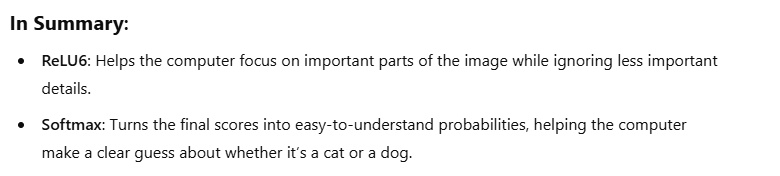 In Summary:
• ReLU6: Helps the computer focus on important parts of the image while ignoring less important
details.
• Softmax: Turns the final scores into easy-to-understand probabilities, helping the computer
make a clear guess about whether it's a cat or a dog.